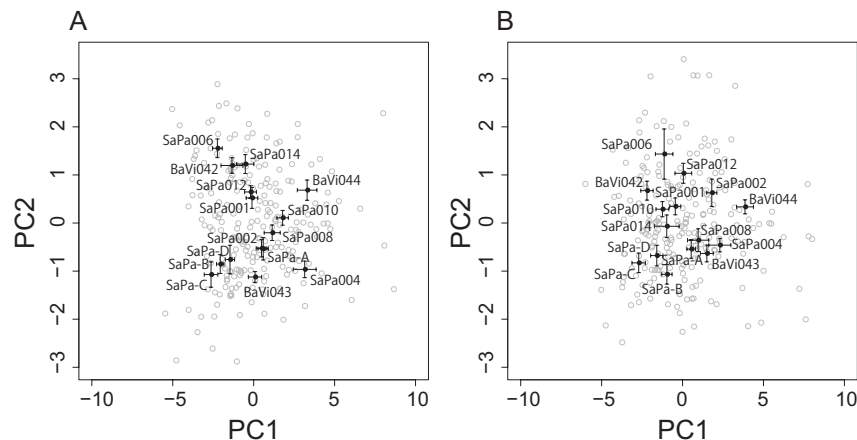 A
B
PC2
3
2
1
0
−1
−2
−3
SaPa006
SaPa014
BaVi042
SaPa012
BaVi044
SaPa001
SaPa010
SaPa002
SaPa008
SaPa-D
SaPa-B
SaPa-A
SaPa-C
SaPa004
BaVi043
−10
−5
0
5
10
PC1
PC2
3
2
1
0
−1
−2
−3
SaPa006
SaPa012
BaVi042
SaPa001
SaPa002
BaVi044
SaPa010
SaPa014
SaPa008
SaPa-D
SaPa004
SaPa-A
SaPa-C
BaVi043
SaPa-B
−10
−5
0
5
10
PC1